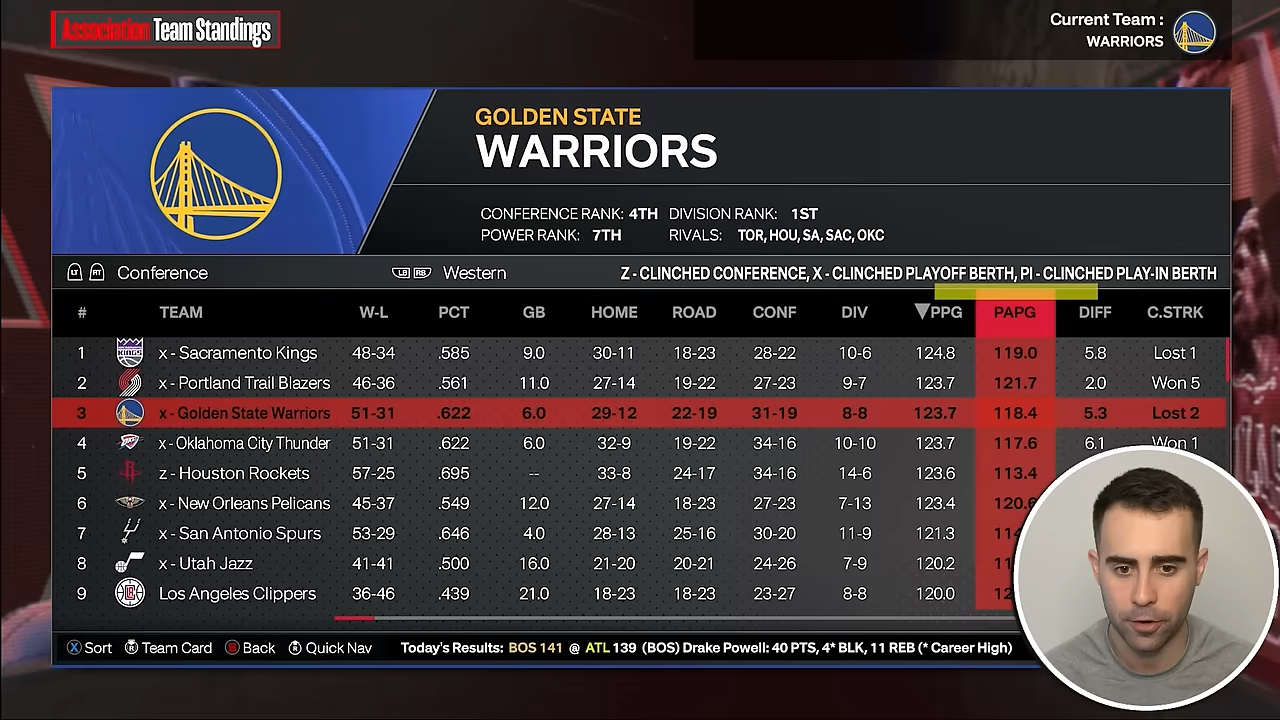 Association Team Standings
Current Team :
WARRIORS
GOLDEN STATE
WARRIORS
CONFERENCE RANK: 4TH DIVISION RANK: 1ST
POWER RANK: 7TH RIVALS: TOR, HOU, SA, SAC, OKC
LT RT Conference LB RB Western Z - CLINCHED CONFERENCE, X - CLINCHED PLAYOFF BERTH, PI - CLINCHED PLAY-IN BERTH
# TEAM W-L PCT GB HOME ROAD CONF DIV ▼PPG PAPG DIFF C.STRK
1 KINGS x - Sacramento Kings 48-34 .585 9.0 30-11 18-23 28-22 10-6 124.8 119.0 5.8 Lost 1
2 x - Portland Trail Blazers 46-36 .561 11.0 27-14 19-22 27-23 9-7 123.7 121.7 2.0 Won 5
3 x - Golden State Warriors 51-31 .622 6.0 29-12 22-19 31-19 8-8 123.7 118.4 5.3 Lost 2
4 x - Oklahoma City Thunder 51-31 .622 6.0 32-9 19-22 34-16 10-10 123.7 117.6 6.1 Won 1
5 z - Houston Rockets 57-25 .695 -- 33-8 24-17 34-16 14-6 123.6 113.4
6 x - New Orleans Pelicans 45-37 .549 12.0 27-14 18-23 27-23 7-13 123.4 120.6
7 x - San Antonio Spurs 53-29 .646 4.0 28-13 25-16 30-20 11-9 121.3
8 x - Utah Jazz 41-41 .500 16.0 21-20 20-21 24-26 7-9 120.2
9 Los Angeles Clippers 36-46 .439 21.0 18-23 18-23 23-27 8-8 120.0
X Sort Team Card B Back R Quick Nav Today's Results: BOS 141 @ ATL 139 (BOS) Drake Powell: 40 PTS, 4* BLK, 11 REB (* Career High)